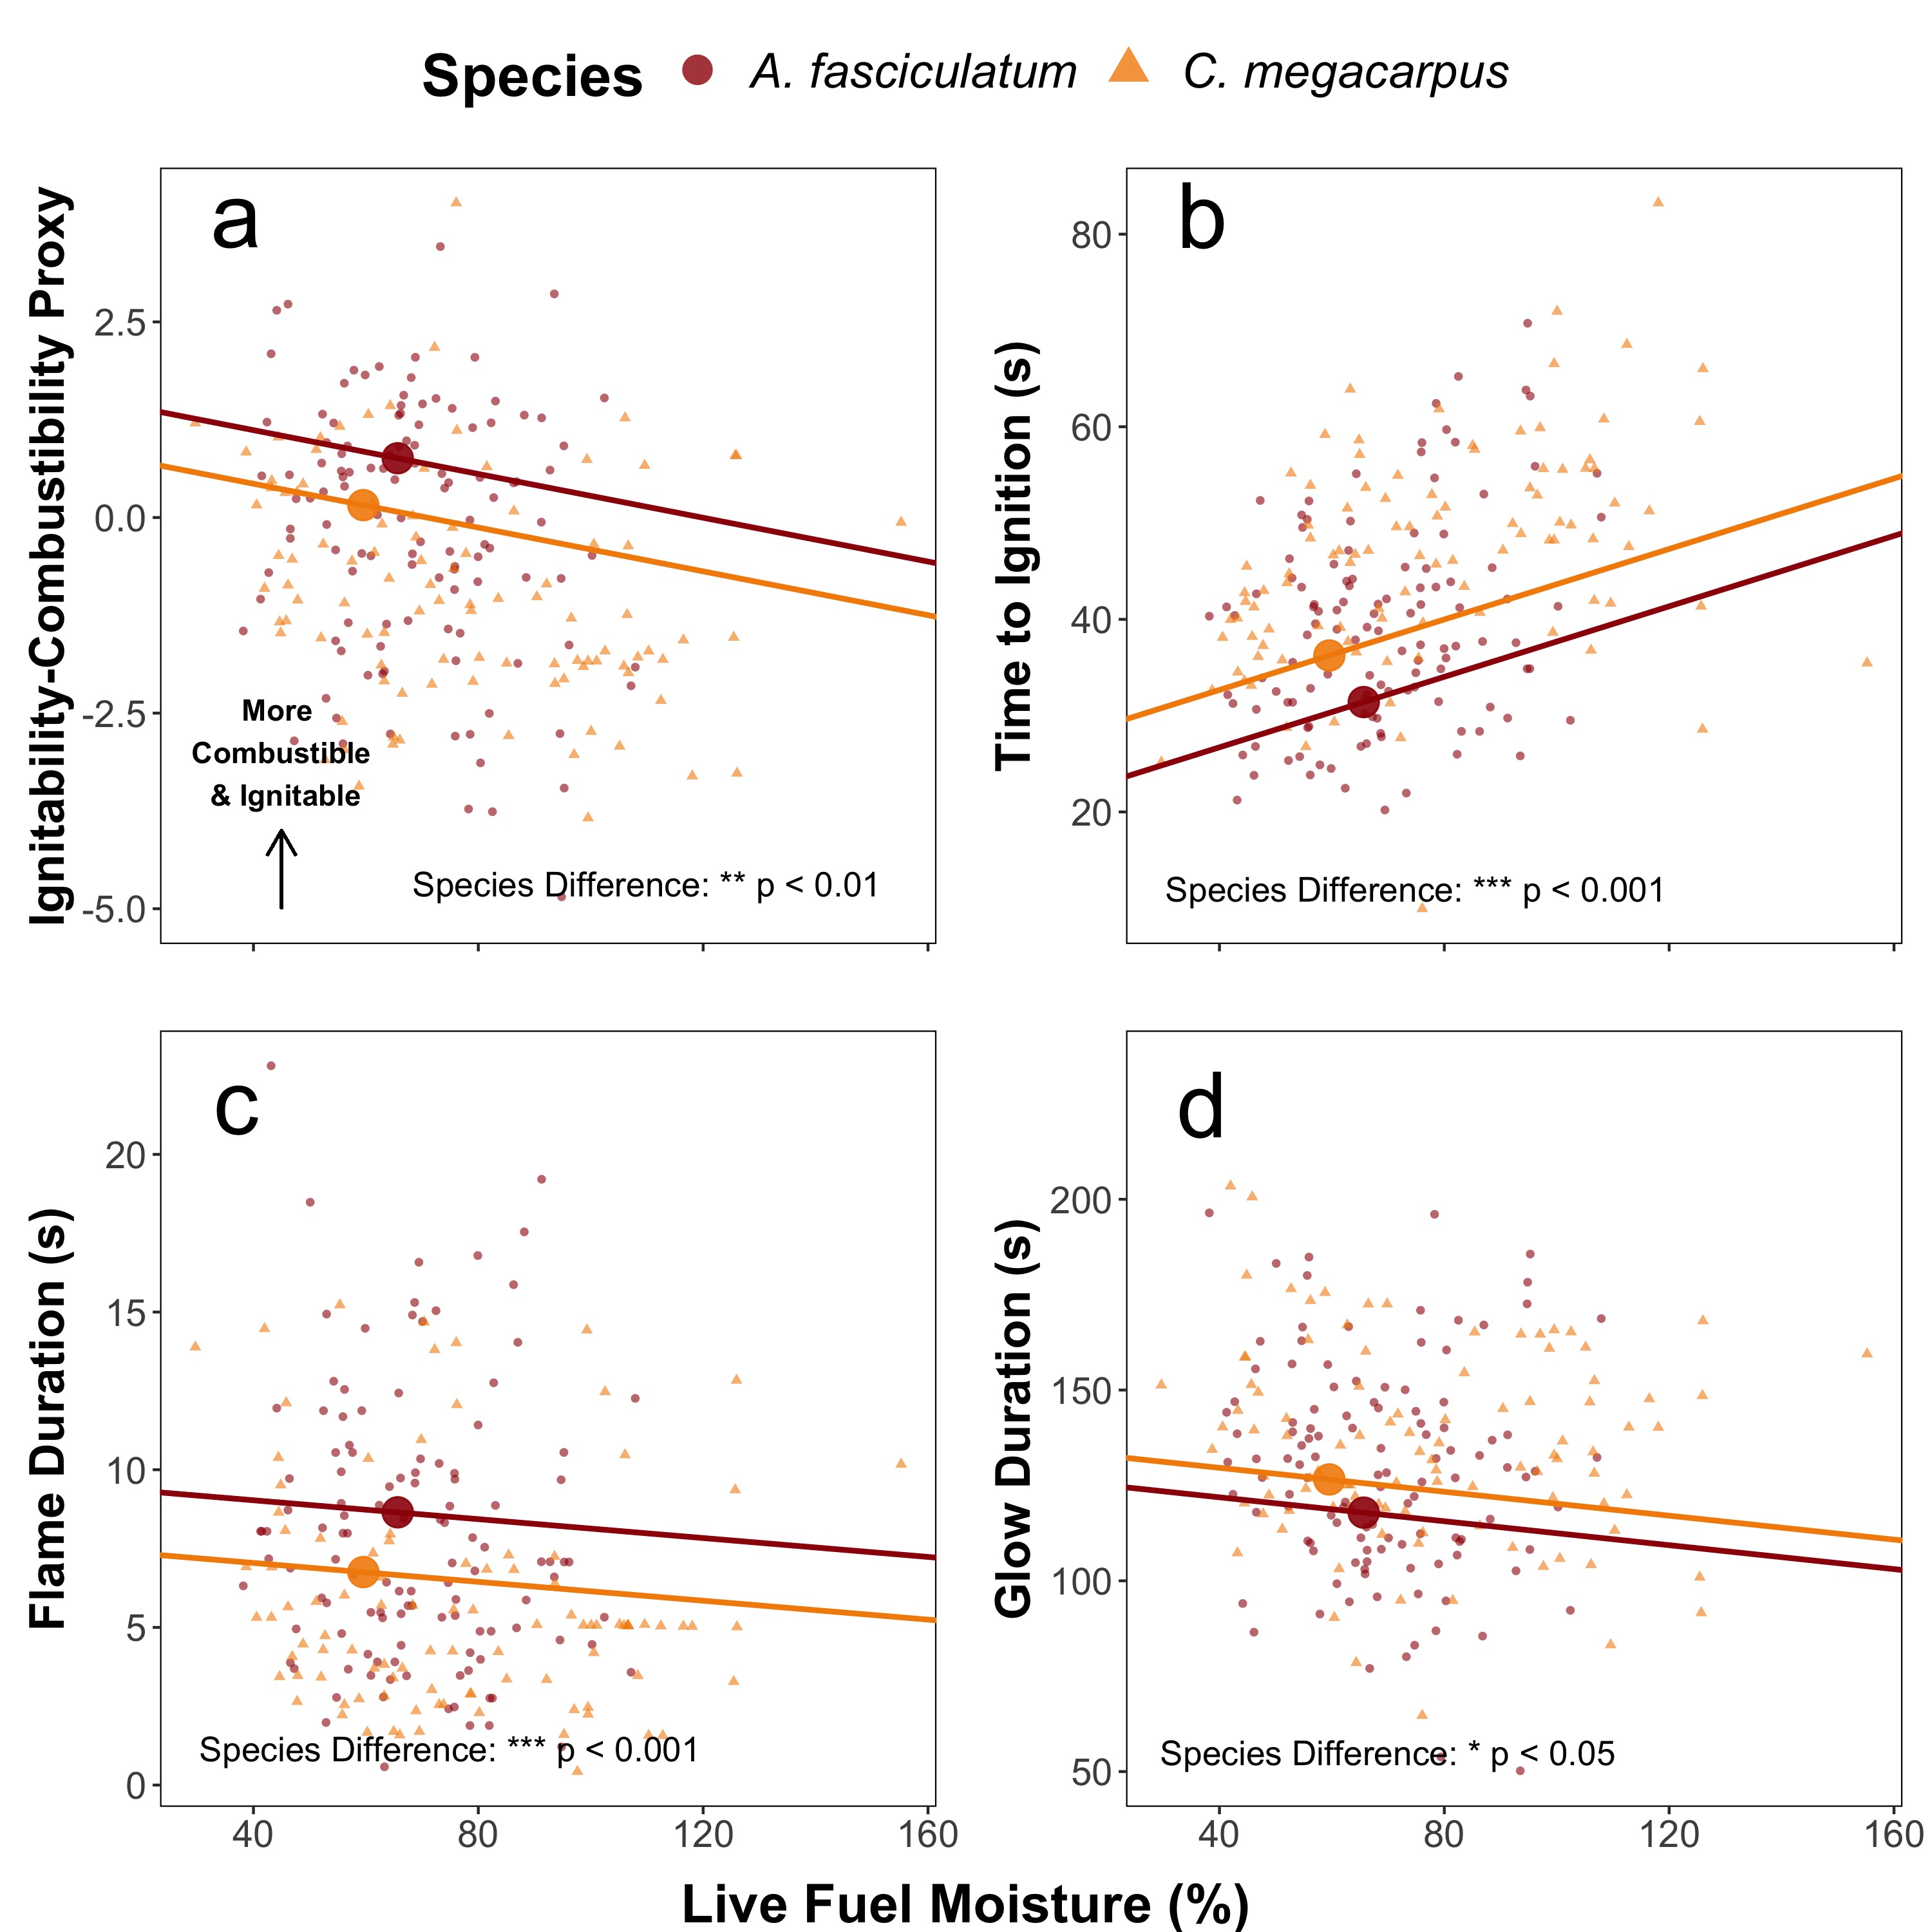 Species A. fasciculatum C. megacarpus
Ignitability-Combustibility Proxy
a
2.5
0.0
-2.5
-5.0
More
Combustible
& Ignitable
Species Difference: ** p < 0.01
Time to Ignition (s)
b
80
60
40
20
Species Difference: *** p < 0.001
Flame Duration (s)
c
20
15
10
5
0
Species Difference: *** p < 0.001
40 80 120 160
Glow Duration (s)
d
200
150
100
50
Species Difference: * p < 0.05
40 80 120 160
Live Fuel Moisture (%)